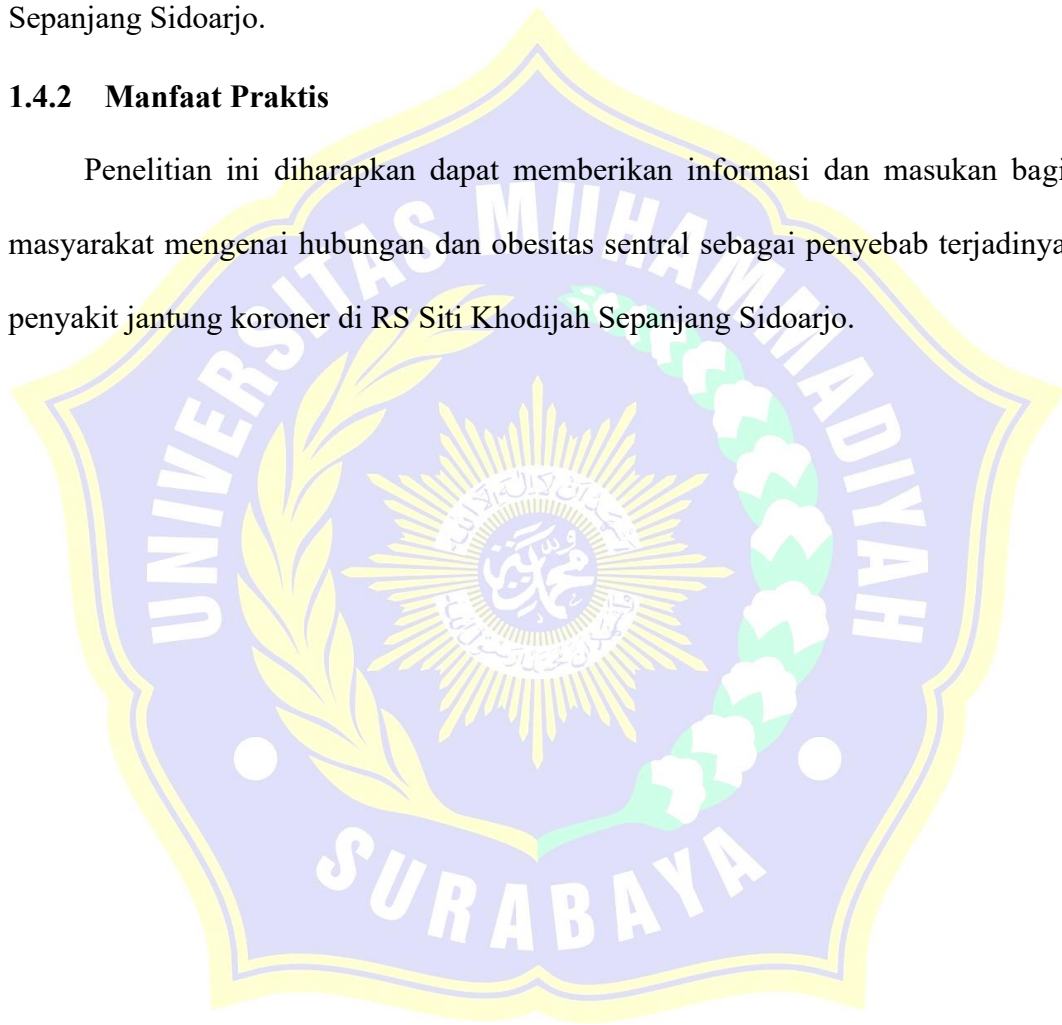 Sepanjang Sidoarjo.
1.4.2 Manfaat Praktis
Penelitian ini diharapkan dapat memberikan informasi dan masukan bagi
masyarakat mengenai hubungan dan obesitas sentral sebagai penyebab terjadinya
penyakit jantung koroner di RS Siti Khodijah Sepanjang Sidoarjo.
UNIVERSITAS MUHAMMADIYAH
SURABAYA